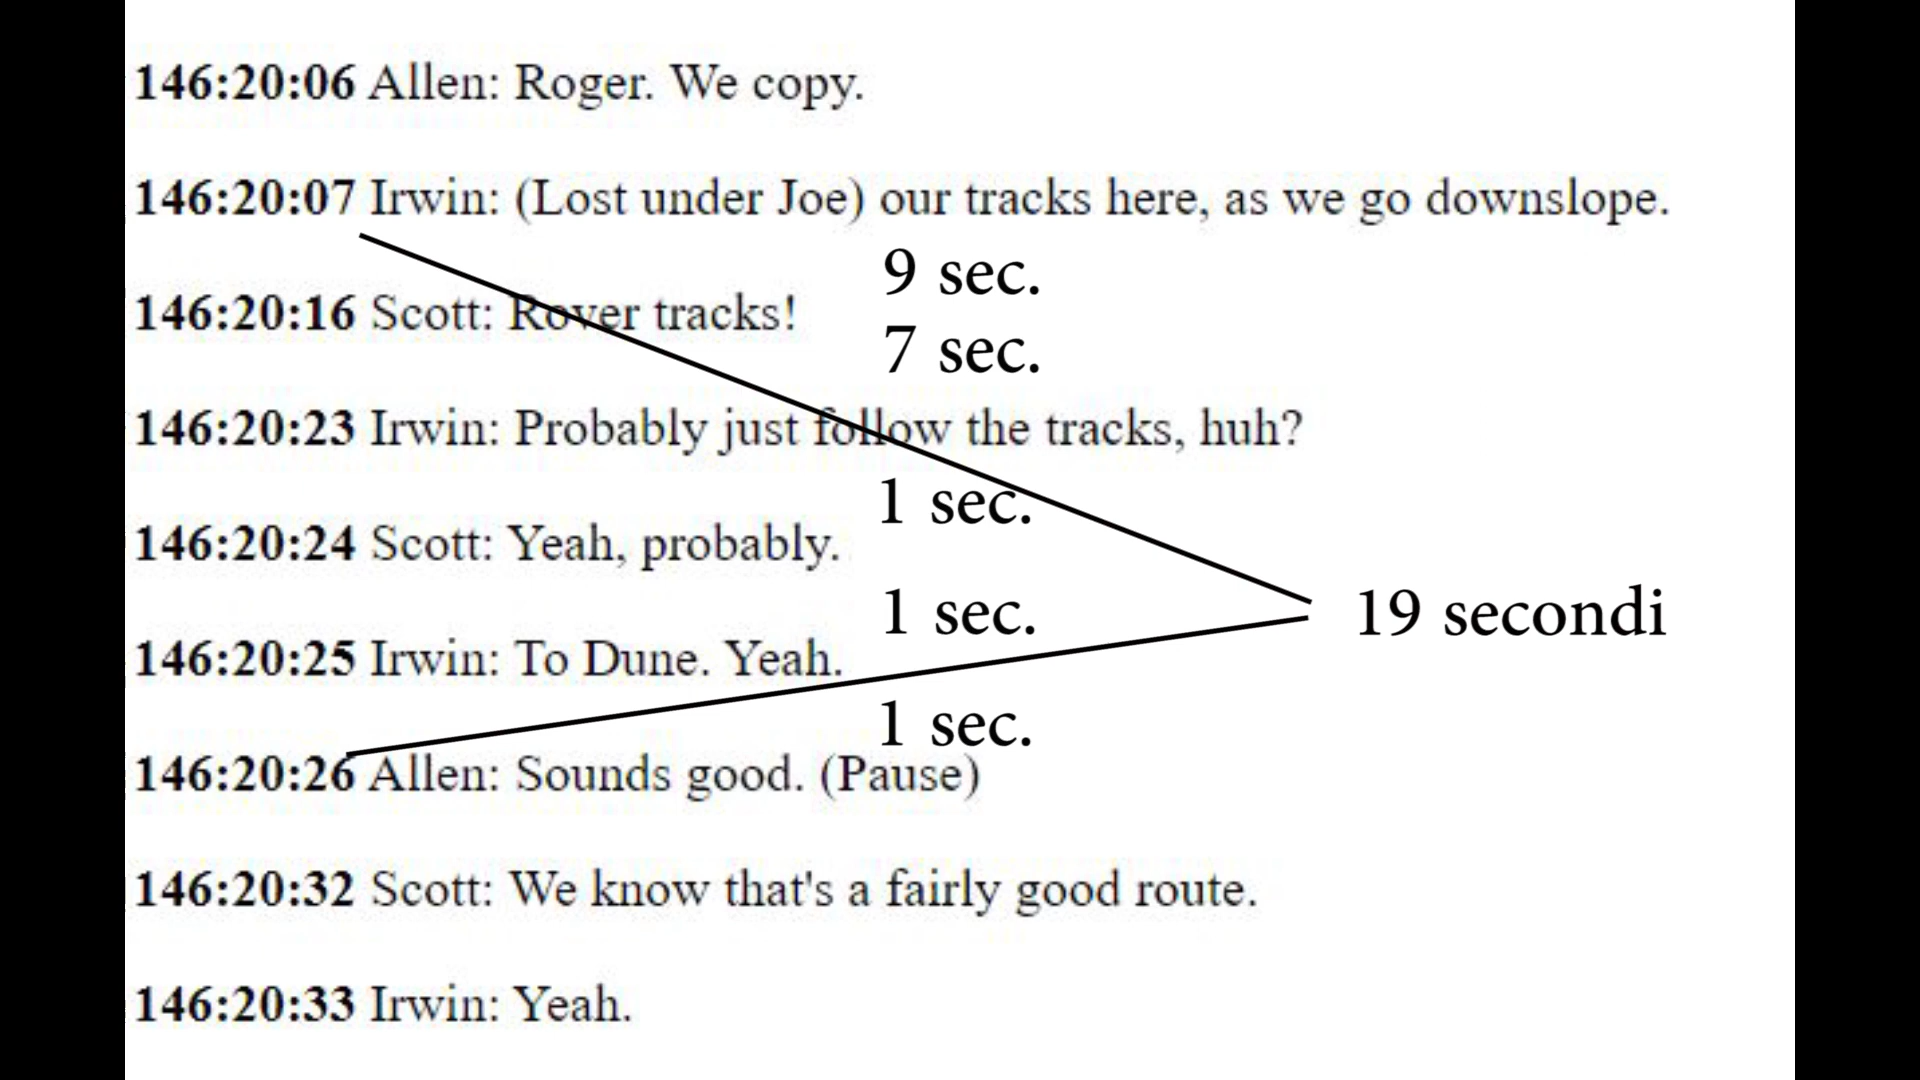 146:20:06 Allen: Roger. We copy.
146:20:07 Irwin: (Lost under Joe) our tracks here, as we go downslope.
9 sec.
146:20:16 Scott: Rover tracks!
7 sec.
146:20:23 Irwin: Probably just follow the tracks, huh?
1 sec.
146:20:24 Scott: Yeah, probably.
1 sec.
19 secondi
146:20:25 Irwin: To Dune. Yeah.
1 sec.
146:20:26 Allen: Sounds good. (Pause)
146:20:32 Scott: We know that's a fairly good route.
146:20:33 Irwin: Yeah.